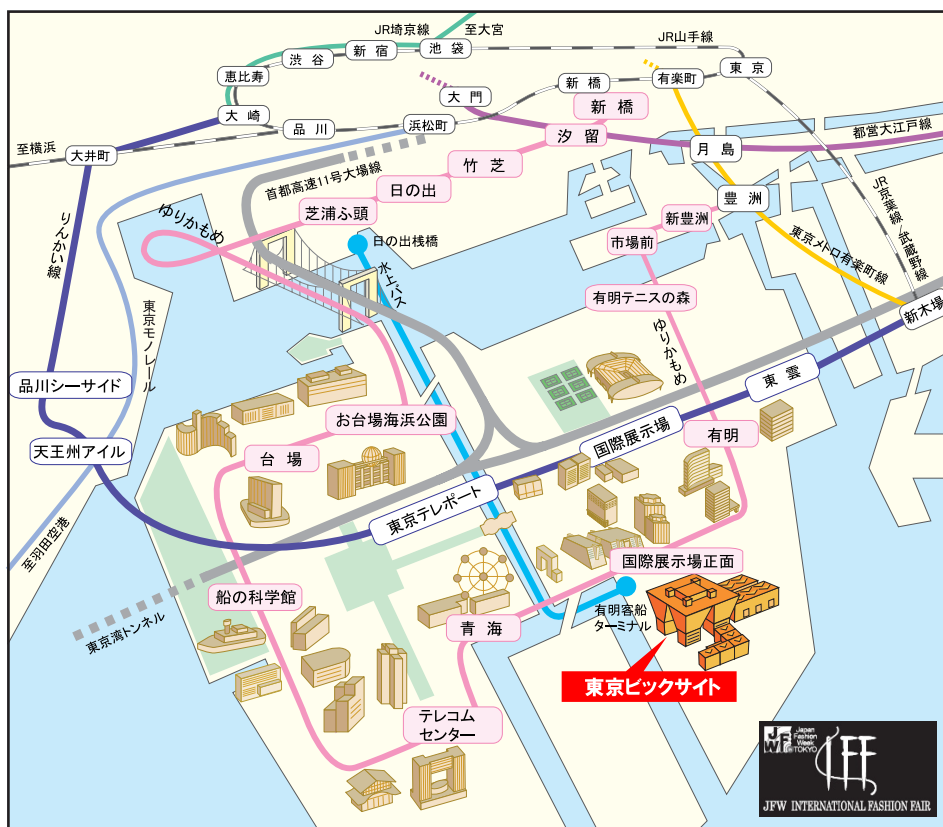 JR埼京線
至大宮
JR山手線
渋谷
新宿
池袋
恵比寿
有楽町
東京
大門
新橋
新橋
大崎
品川
浜松町
汐留
都営大江戸線
至横浜
大井町
月島
竹芝
首都高速11号大場線
日の出
豊洲
JR京葉線/武蔵野線
芝浦ふ頭
新豊洲
ゆりかもめ
りんかい線
日の出桟橋
市場前
東京メトロ有楽町線
水上バス
有明テニスの森
新木場
東京モノレール
ゆりかもめ
品川シーサイド
東雲
お台場海浜公園
国際展示場
有明
天王州アイル
台場
東京テレポート
至羽田空港
国際展示場正面
船の科学館
有明客船
ターミナル
東京湾トンネル
青海
東京ビックサイト
テレコム
センター
JFW
Japan
Fashion
Week
@TOKYO
IFF
JFW INTERNATIONAL FASHION FAIR